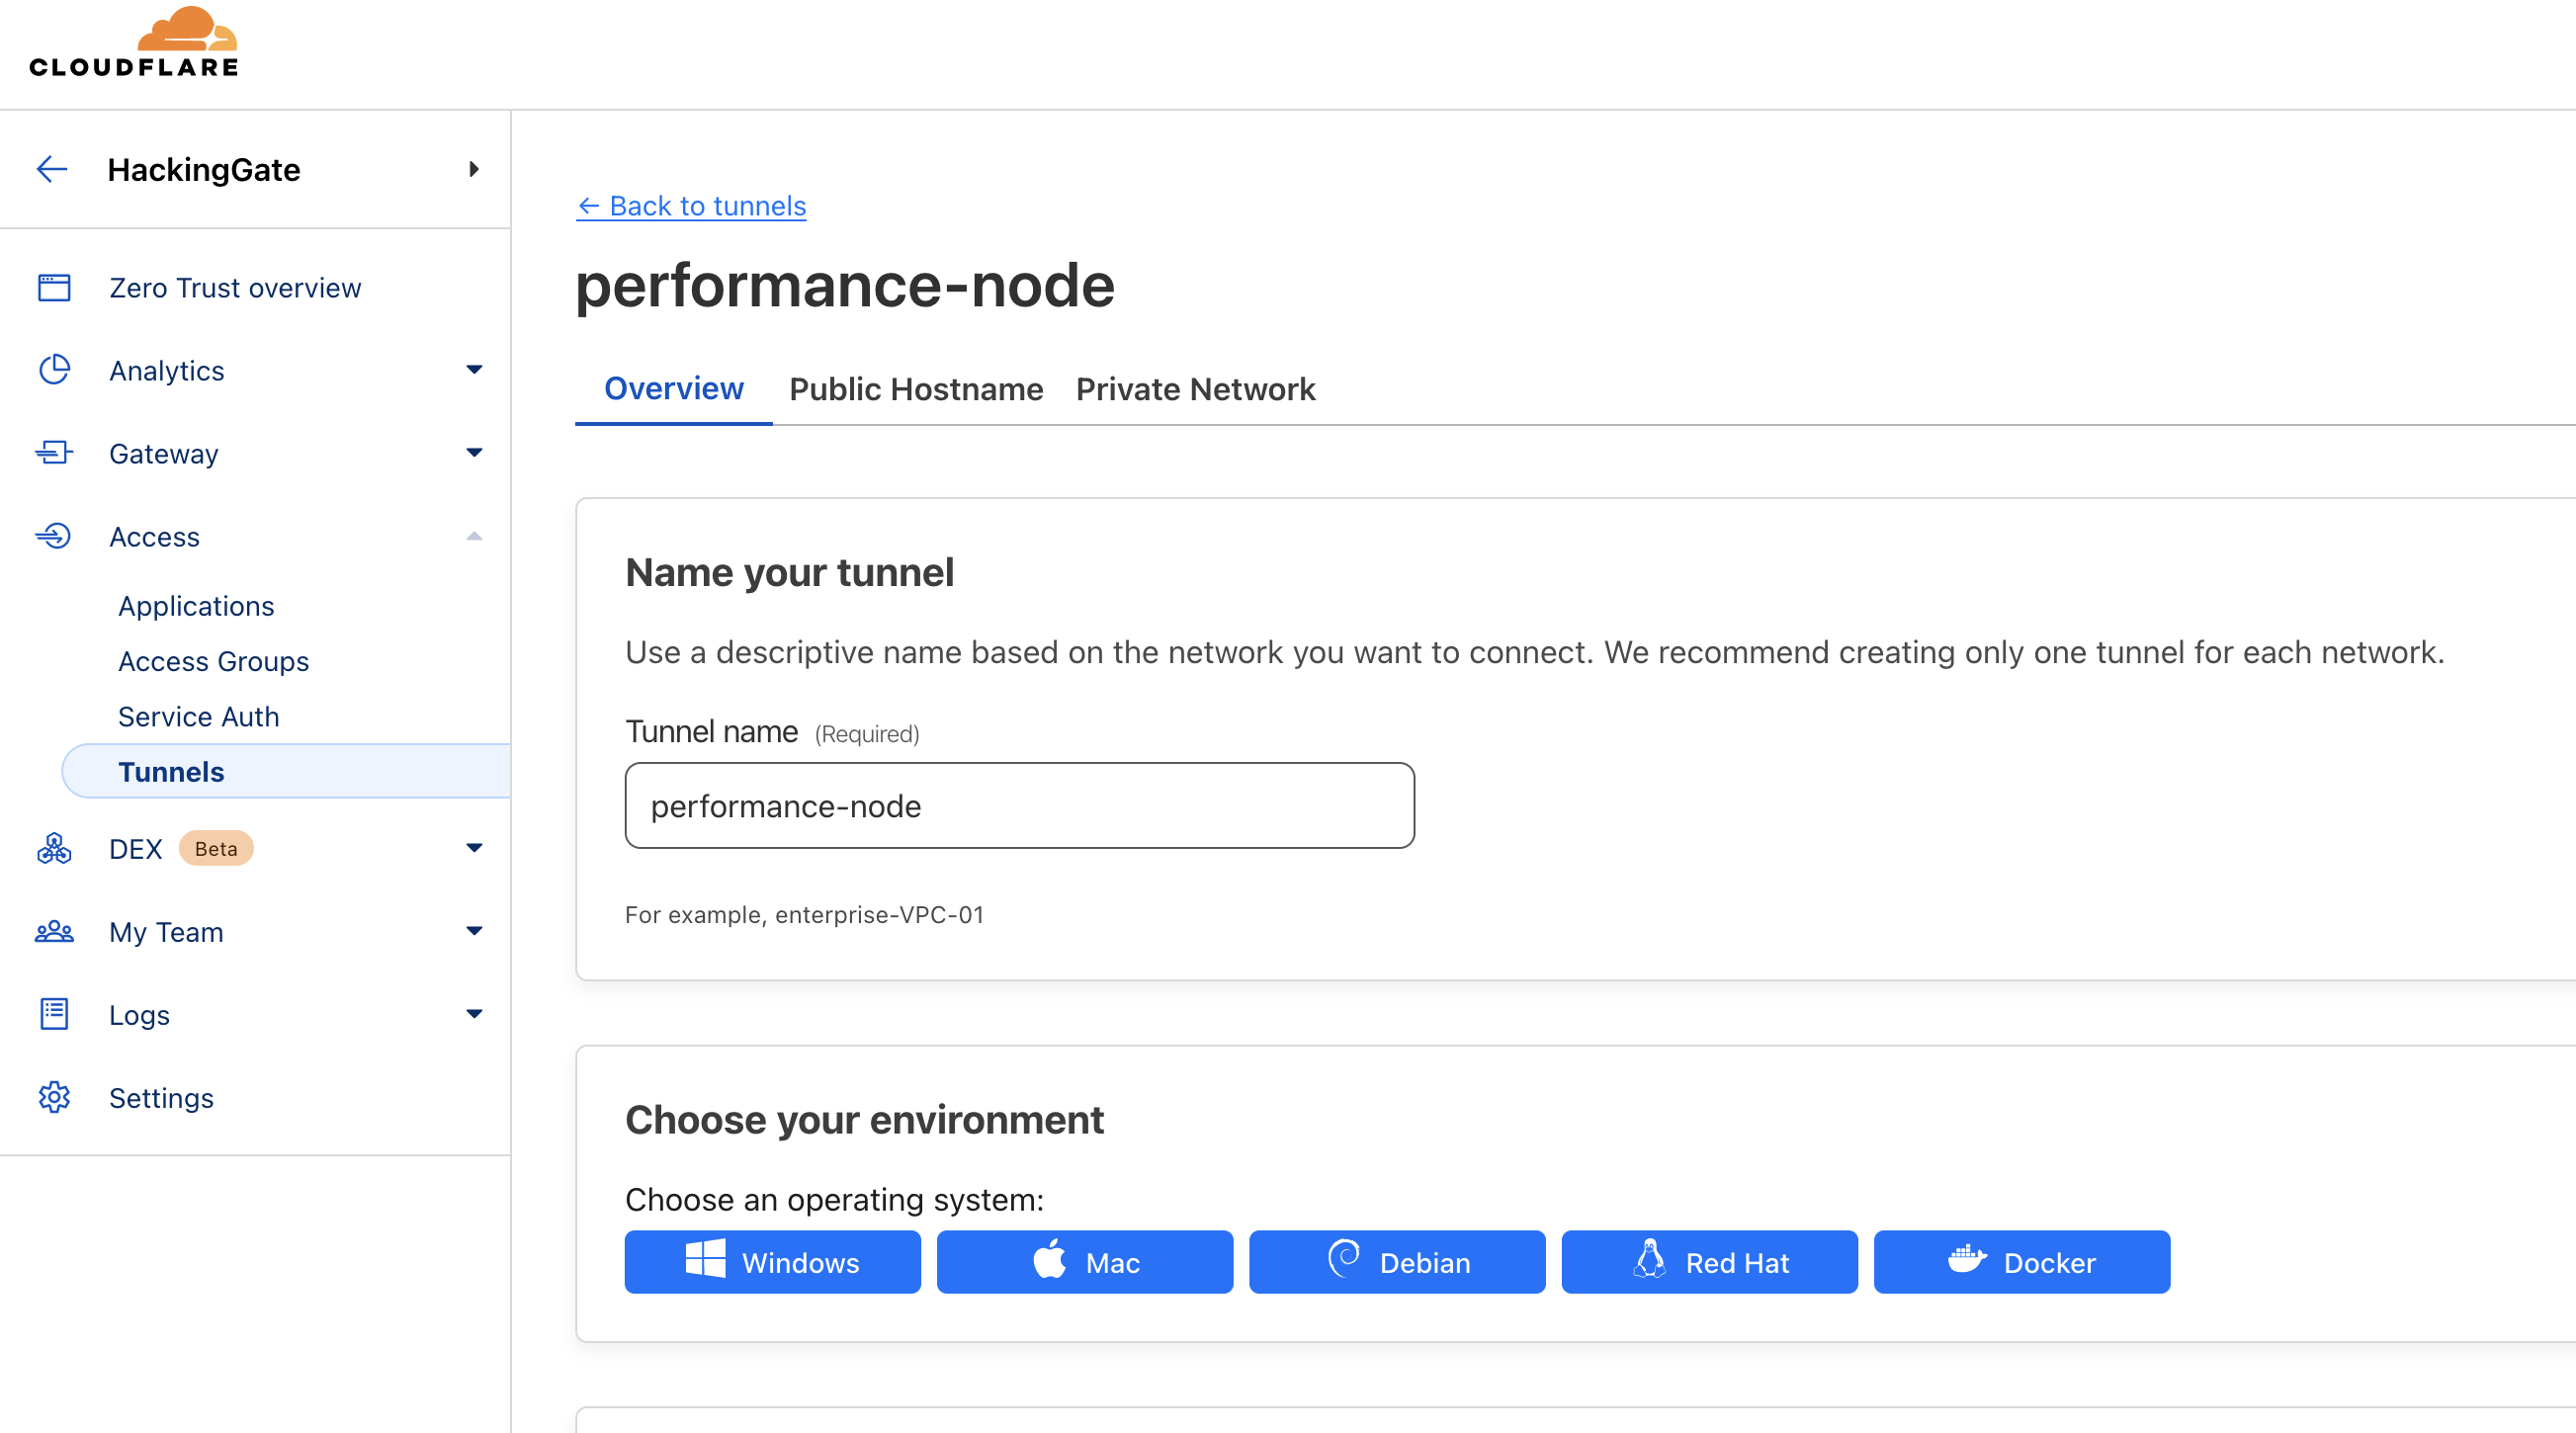 CLOUDFLARE
HackingGate
Zero Trust overview
Analytics
Gateway
Access
Applications
Access Groups
Service Auth
Tunnels
DEX Beta
My Team
Logs
Settings
← Back to tunnels
performance-node
Overview Public Hostname Private Network
Name your tunnel
Use a descriptive name based on the network you want to connect. We recommend creating only one tunnel for each network.
Tunnel name (Required)
performance-node
For example, enterprise-VPC-01
Choose your environment
Choose an operating system:
Windows Mac Debian Red Hat Docker